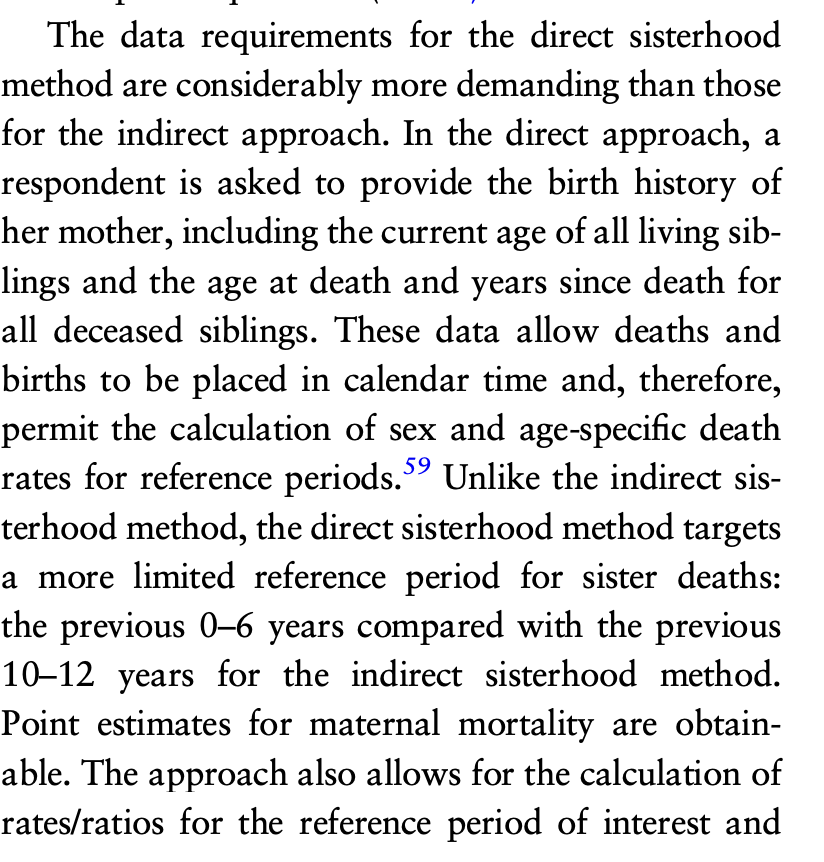 The data requirements for the direct sisterhood
method are considerably more demanding than those
for the indirect approach. In the direct approach, a
respondent is asked to provide the birth history of
her mother, including the current age of all living sib-
lings and the age at death and years since death for
all deceased siblings. These data allow deaths and
births to be placed in calendar time and, therefore,
permit the calculation of sex and age-specific death
rates for reference periods.59 Unlike the indirect sis-
terhood method, the direct sisterhood method targets
a more limited reference period for sister deaths:
the previous 0–6 years compared with the previous
10–12 years for the indirect sisterhood method.
Point estimates for maternal mortality are obtain-
able. The approach also allows for the calculation of
rates/ratios for the reference period of interest and